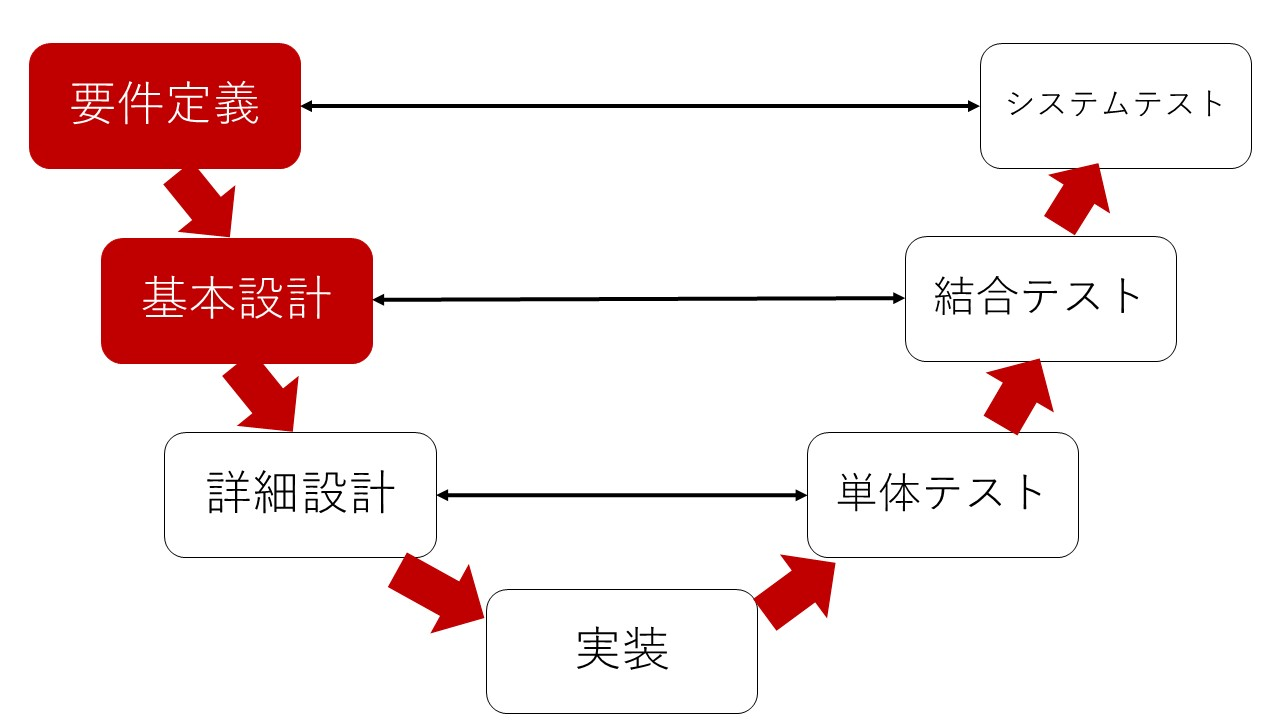 要件定義
システムテスト
基本設計
結合テスト
詳細設計
単体テスト
実装